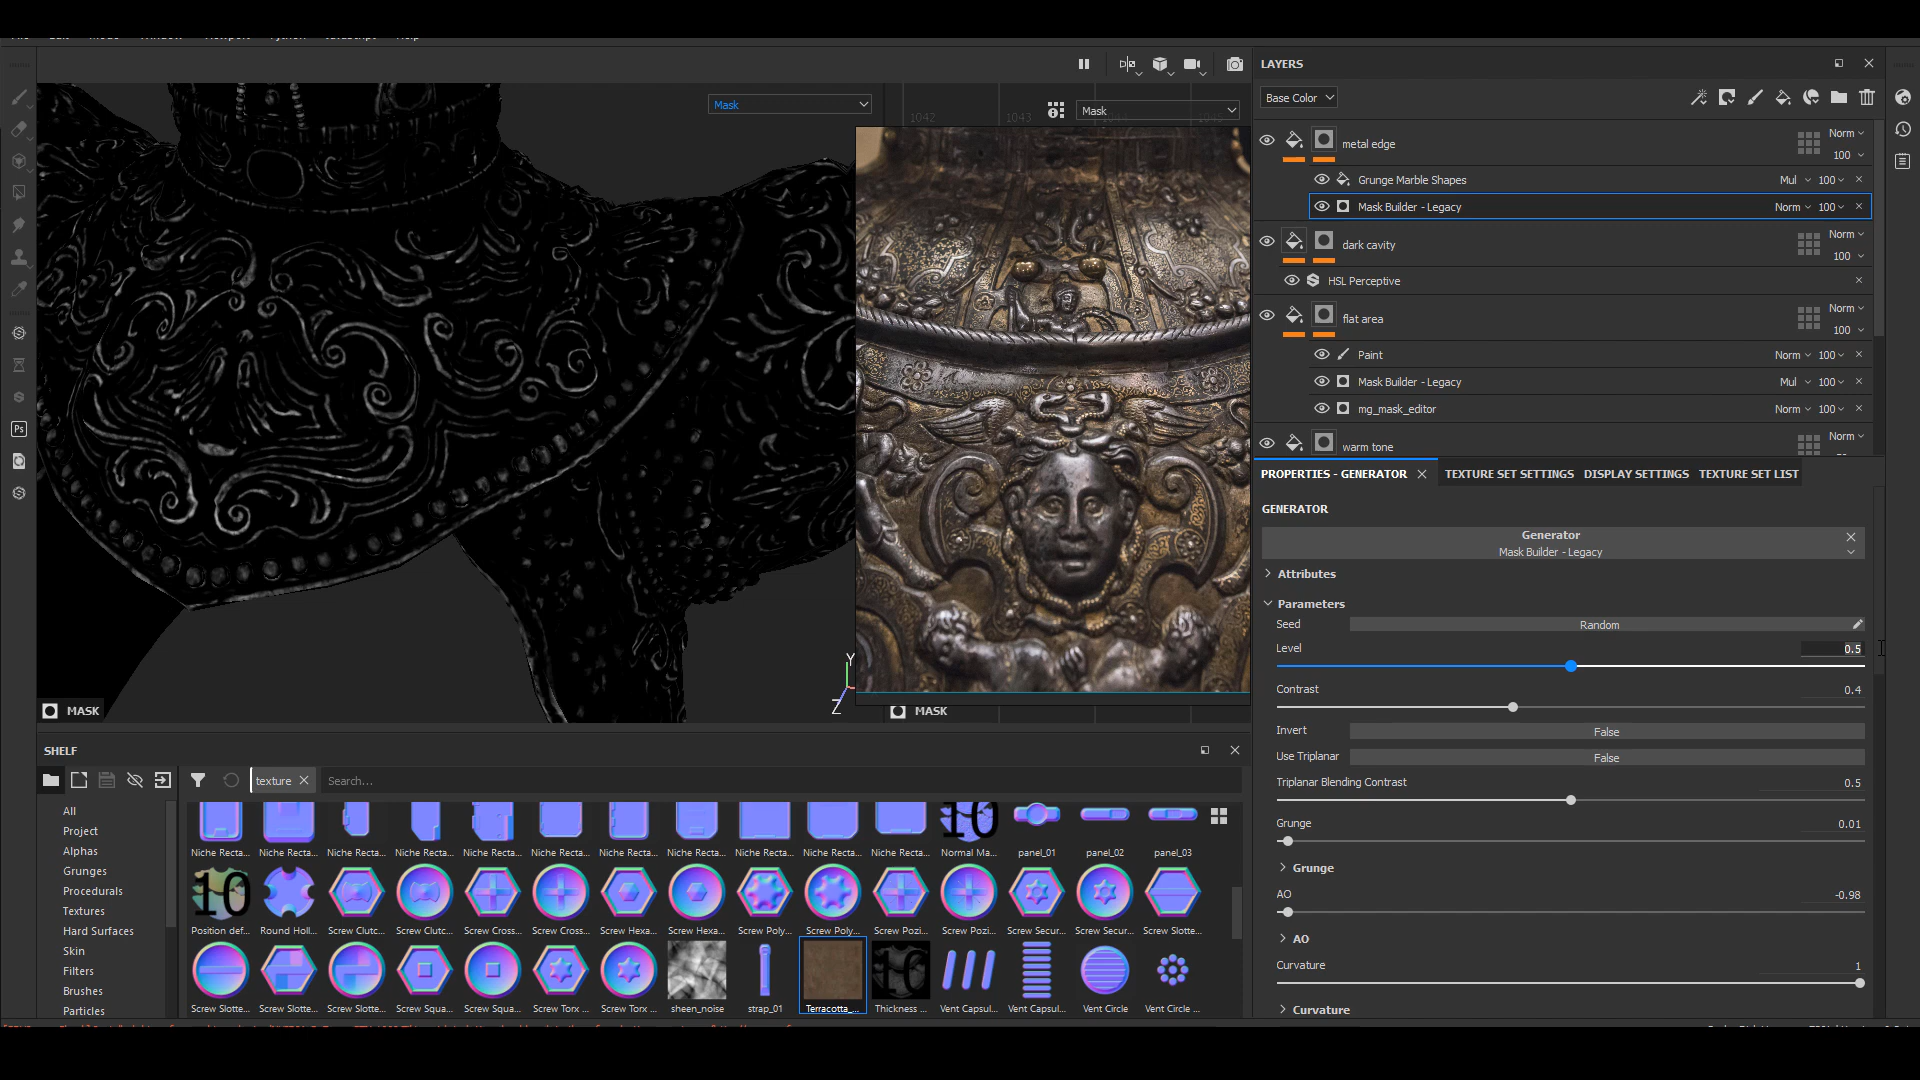 LAYERS
Mask
1042
1043
Mask
Base Color
metal edge
Norm
100
Grunge Marble Shapes
Mul
100
Mask Builder - Legacy
Norm
100
dark cavity
Norm
100
HSL Perceptive
flat area
Norm
100
Paint
Norm
100
Mask Builder - Legacy
Mul
100
mg_mask_editor
Norm
100
warm tone
Norm
PROPERTIES - GENERATOR
TEXTURE SET SETTINGS
DISPLAY SETTINGS
TEXTURE SET LIST
GENERATOR
Generator
Mask Builder - Legacy
Attributes
Parameters
Seed
Random
Level
0.5
Contrast
0.4
Invert
False
Use Triplanar
False
Triplanar Blending Contrast
0.5
Grunge
0.01
Grunge
AO
-0.98
AO
Curvature
1
Curvature
Ps
Y
Z
MASK
MASK
SHELF
texture
Search...
All
Project
Alphas
Grunges
Procedurals
Textures
Hard Surfaces
Skin
Filters
Brushes
Particles
Niche Recta...
Niche Recta...
Niche Recta...
Niche Recta...
Niche Recta...
Niche Recta...
Niche Recta...
Niche Recta...
Niche Recta...
Niche Recta...
Niche Recta...
Normal Ma...
panel_01
panel_02
panel_03
Position def...
Round Holl...
Screw Clutc...
Screw Clutc...
Screw Cross...
Screw Cross...
Screw Hexa...
Screw Hexa...
Screw Poly...
Screw Poly...
Screw Pozi...
Screw Pozi...
Screw Secur...
Screw Secur...
Screw Slotte...
Screw Slotte...
Screw Slotte...
Screw Slotte...
Screw Squa...
Screw Squa...
Screw Torx ...
Screw Torx ...
sheen_noise
strap_01
Terracotta_...
Thickness ...
Vent Capsul...
Vent Capsul...
Vent Circle
Vent Circle ...